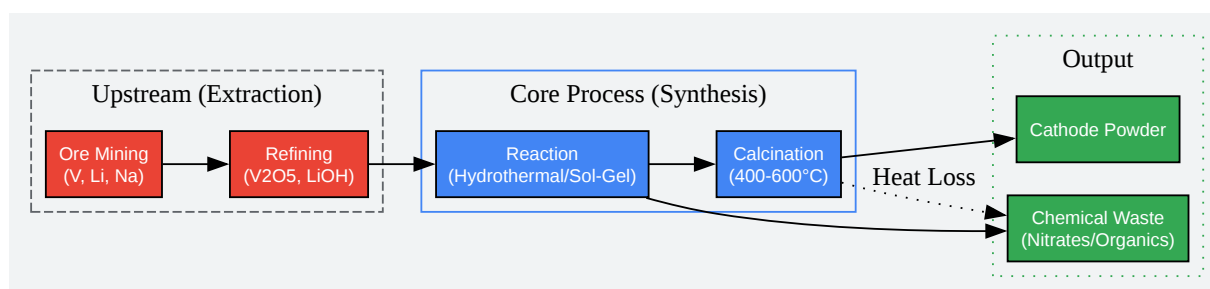 Upstream (Extraction)
Ore Mining
(V, Li, Na)
Refining
(V2O5, LiOH)
Core Process (Synthesis)
Reaction
(Hydrothermal/Sol-Gel)
Calcination
(400-600°C)
Heat Loss
Output
Cathode Powder
Chemical Waste
(Nitrates/Organics)